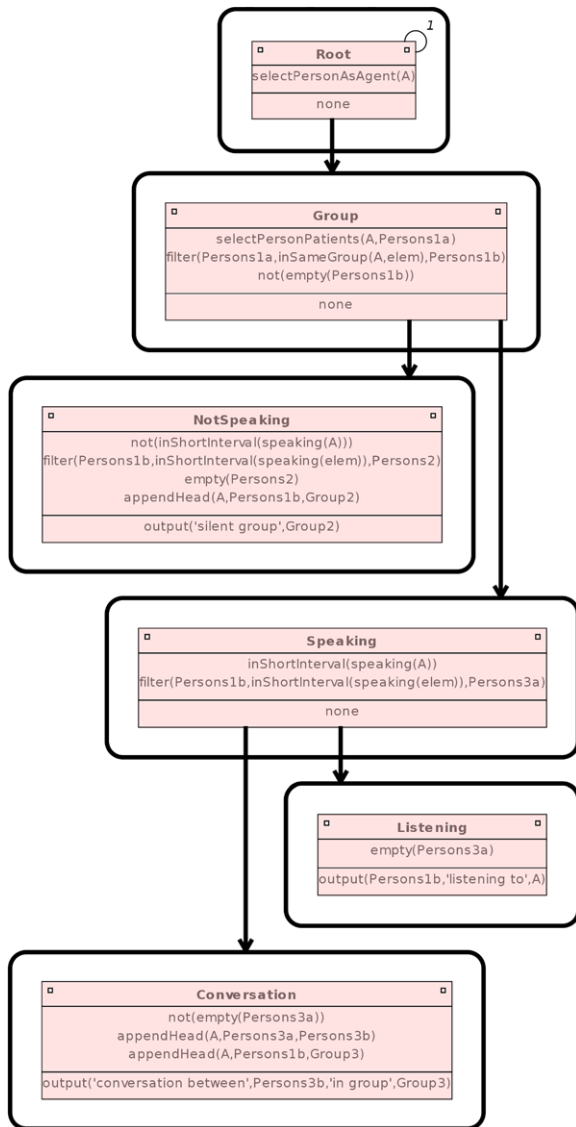 1
Root
selectPersonAsAgent(A)
none
Group
selectPersonPatients(A,Persons1a)
filter(Persons1a,inSameGroup(A,elem),Persons1b)
not(empty(Persons1b))
none
NotSpeaking
not(inShortInterval(speaking(A)))
filter(Persons1b,inShortInterval(speaking(elem)),Persons2)
empty(Persons2)
appendHead(A,Persons1b,Group2)
output('silent group',Group2)
Speaking
inShortInterval(speaking(A))
filter(Persons1b,inShortInterval(speaking(elem)),Persons3a)
none
Listening
empty(Persons3a)
output(Persons1b,'listening to',A)
Conversation
not(empty(Persons3a))
appendHead(A,Persons3a,Persons3b)
appendHead(A,Persons1b,Group3)
output('conversation between',Persons3b,'in group',Group3)